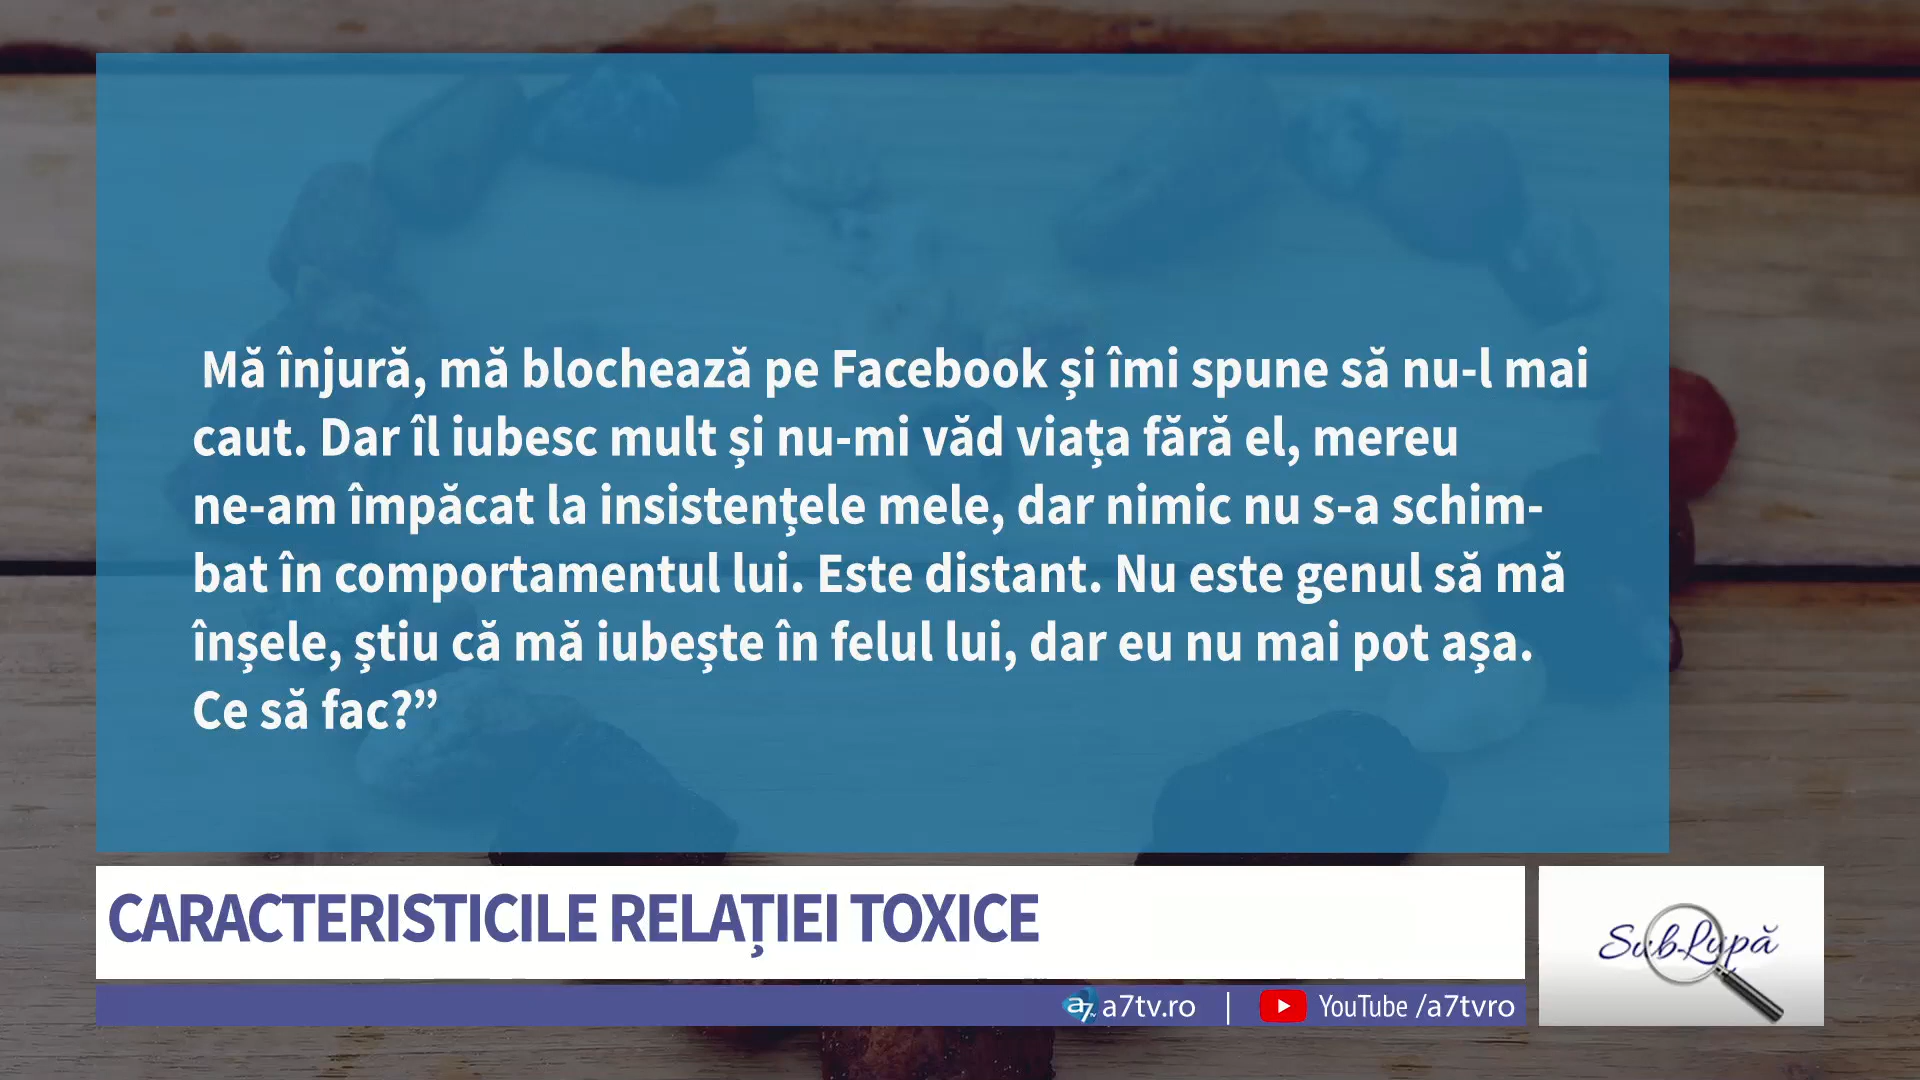 Mă înjură, mă blochează pe Facebook și îmi spune să nu-l mai
caut. Dar îl iubesc mult și nu-mi văd viața fără el, mereu
ne-am împăcat la insistențele mele, dar nimic nu s-a schim-
bat în comportamentul lui. Este distant. Nu este genul să mă
înșele, știu că mă iubește în felul lui, dar eu nu mai pot așa.
Ce să fac?”
CARACTERISTICILE RELAȚIEI TOXICE
Sub Lupă
a7tv a7tv.ro | YouTube /a7tvro